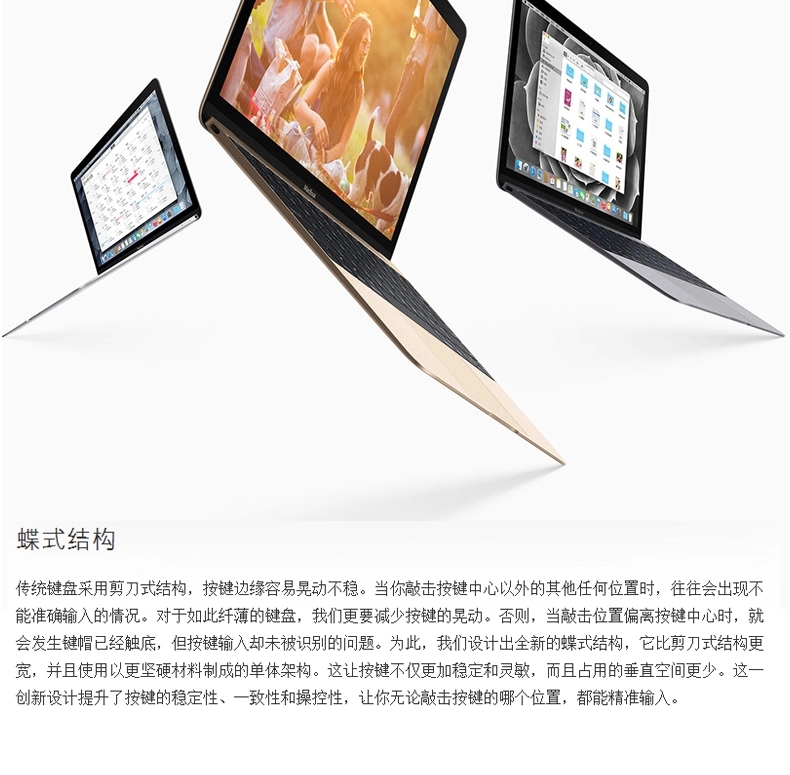 MacBook
蝶式结构
传统键盘采用剪刀式结构，按键边缘容易晃动不稳。当你敲击按键中心以外的其他任何位置时，往往会出现不
能准确输入的情况。对于如此纤薄的键盘，我们更要减少按键的晃动。否则，当敲击位置偏离按键中心时，就
会发生键帽已经触底，但按键输入却未被识别的问题。为此，我们设计出全新的蝶式结构，它比剪刀式结构更
宽，并且使用以更坚硬材料制成的单体架构。这让按键不仅更加稳定和灵敏，而且占用的垂直空间更少。这一
创新设计提升了按键的稳定性、一致性和操控性，让你无论敲击按键的哪个位置，都能精准输入。